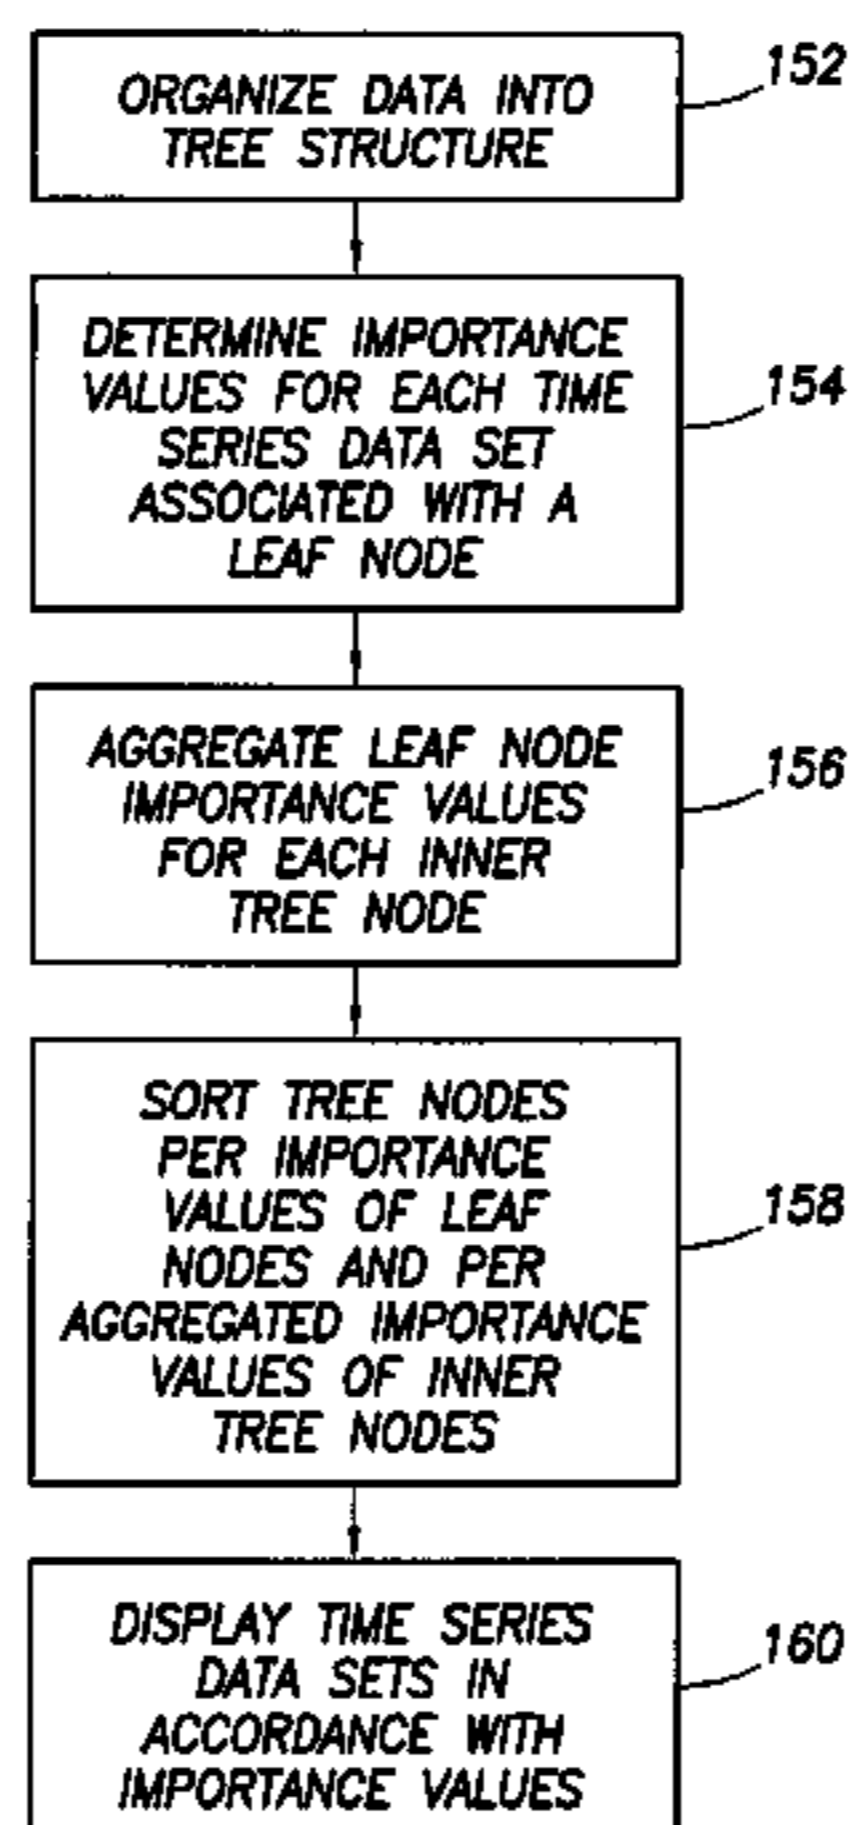 ORGANIZE DATA INTO
TREE STRUCTURE
152
DETERMINE IMPORTANCE
VALUES FOR EACH TIME
SERIES DATA SET
ASSOCIATED WITH A
LEAF NODE
154
AGGREGATE LEAF NODE
IMPORTANCE VALUES
FOR EACH INNER
TREE NODE
156
SORT TREE NODES
PER IMPORTANCE
VALUES OF LEAF
NODES AND PER
AGGREGATED IMPORTANCE
VALUES OF INNER
TREE NODES
158
DISPLAY TIME SERIES
DATA SETS IN
ACCORDANCE WITH
IMPORTANCE VALUES
160